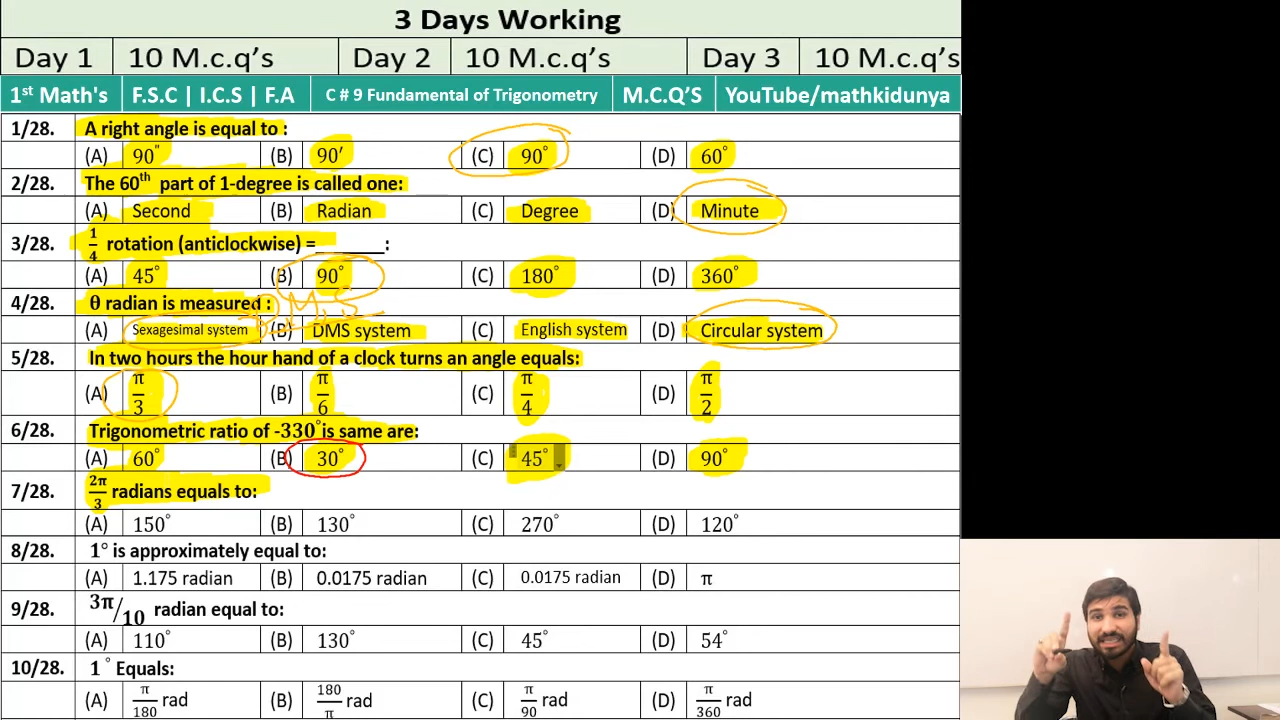 3 Days Working
Day 1 10 M.c.q's Day 2 10 M.c.q's Day 3 10 M.c.q's
1st Math's F.S.C | I.C.S | F.A C # 9 Fundamental of Trigonometry M.C.Q'S YouTube/mathkidunya
1/28. A right angle is equal to :
(A) 90″ (B) 90′ (C) 90° (D) 60°
2/28. The 60th part of 1-degree is called one:
(A) Second (B) Radian (C) Degree (D) Minute
3/28. 1/4 rotation (anticlockwise) =_______:
(A) 45° (B) 90° (C) 180° (D) 360°
4/28. θ radian is measured :
D.M.S
(A) Sexagesimal system (B) DMS system (C) English system (D) Circular system
5/28. In two hours the hour hand of a clock turns an angle equals:
(A) π/3 (B) π/6 (C) π/4 (D) π/2
6/28. Trigonometric ratio of -330° is same are:
(A) 60° (B) 30° (C) 45° (D) 90°
7/28. 2π/3 radians equals to:
(A) 150° (B) 130° (C) 270° (D) 120°
8/28. 1° is approximately equal to:
(A) 1.175 radian (B) 0.0175 radian (C) 0.0175 radian (D) π
9/28. 3π/10 radian equal to:
(A) 110° (B) 130° (C) 45° (D) 54°
10/28. 1° Equals:
(A) π/180 rad (B) 180/π rad (C) π/90 rad (D) π/360 rad